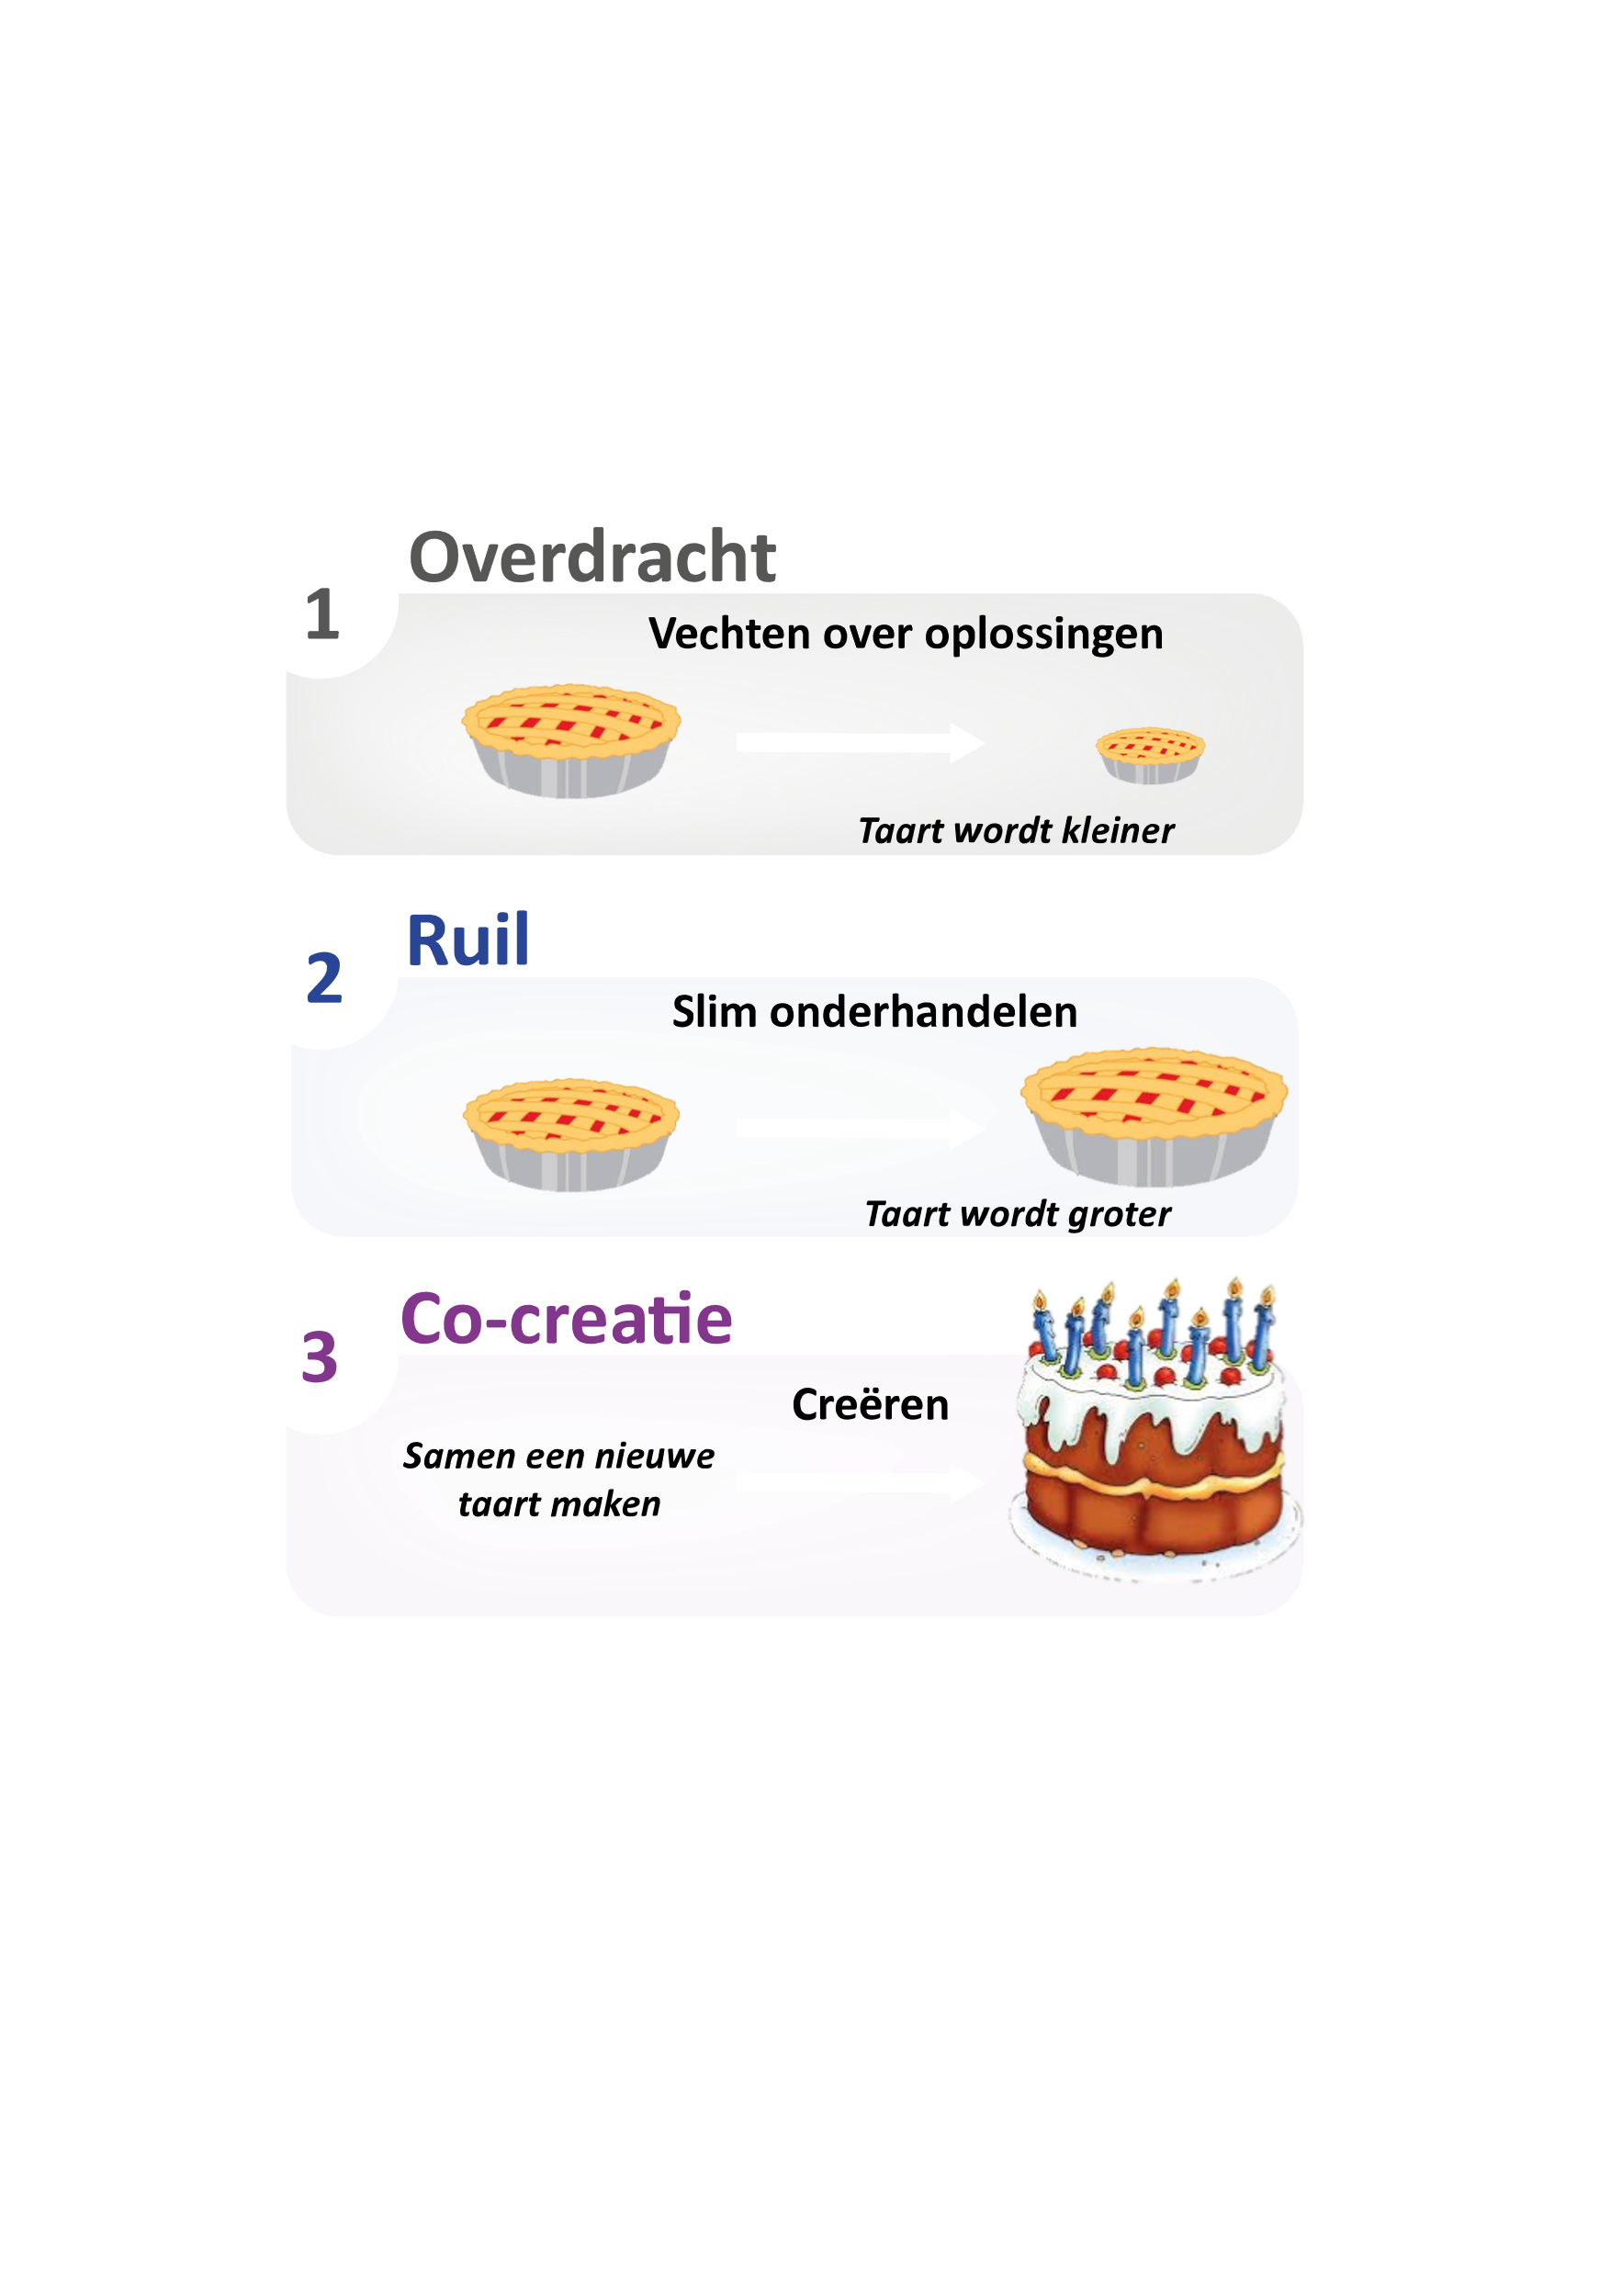 Overdracht
1
Vechten over oplossingen
Taart wordt kleiner
Ruil
2
Slim onderhandelen
Taart wordt groter
Co-creatie
3
Creëren
Samen een nieuwe
taart maken